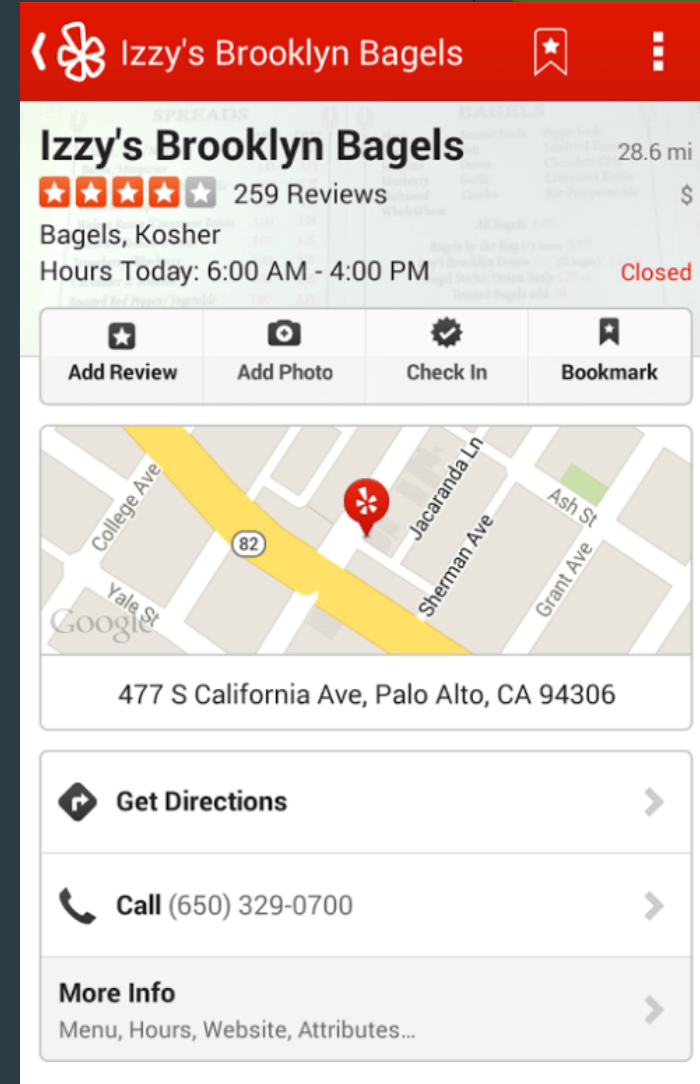 Izzy's Brooklyn Bagels
SPREADS
BAGELS
Izzy's Brooklyn Bagels
28.6 mi
259 Reviews
$
Bagels, Kosher
Hours Today: 6:00 AM - 4:00 PM
Closed
Add Review
Add Photo
Check In
Bookmark
College Ave
82
Jacaranda Ln
Sherman Ave
Ash St
Grant Ave
Yale St
Google
477 S California Ave, Palo Alto, CA 94306
Get Directions
Call (650) 329-0700
More Info
Menu, Hours, Website, Attributes...